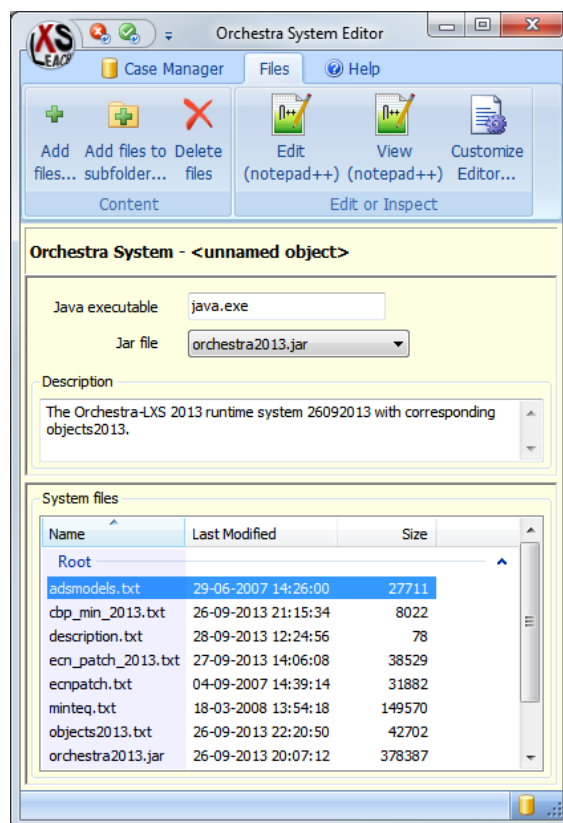 LXS
LEACH
Orchestra System Editor
Case Manager Files Help
Add files... Add files to subfolder... Delete files Edit (notepad++) View (notepad++) Customize Editor...
Content Edit or Inspect
Orchestra System - <unnamed object>
Java executable java.exe
Jar file orchestra2013.jar
Description
The Orchestra-LXS 2013 runtime system 26092013 with corresponding
objects2013.
System files
Name Last Modified Size
Root
adsmodels.txt 29-06-2007 14:26:00 27711
cbp_min_2013.txt 26-09-2013 21:15:34 8022
description.txt 28-09-2013 12:24:56 78
ecn_patch_2013.txt 27-09-2013 14:06:08 38529
ecnpatch.txt 04-09-2007 14:39:14 31882
minteq.txt 18-03-2008 13:54:18 149570
objects2013.txt 26-09-2013 22:20:50 42702
orchestra2013.jar 26-09-2013 20:07:12 378387